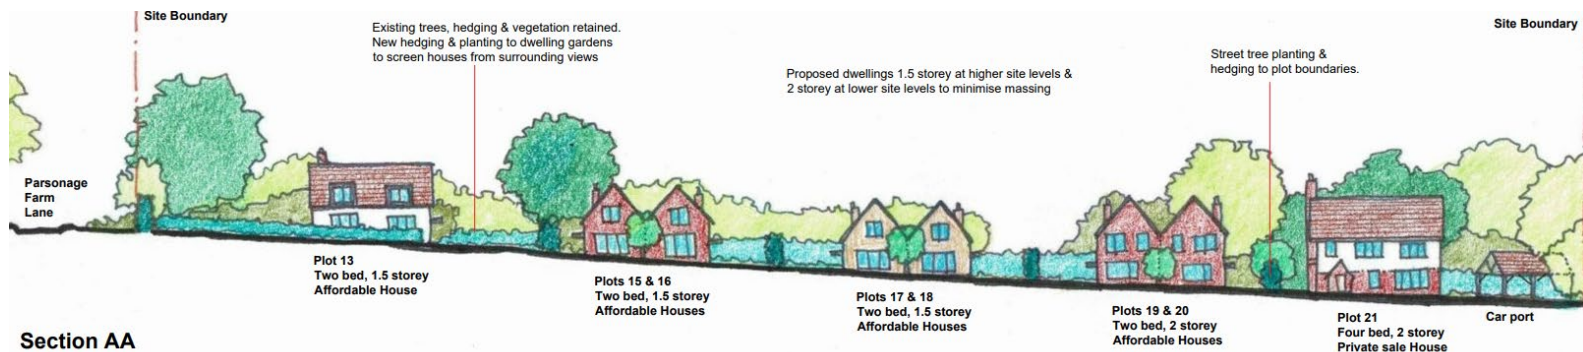 Site Boundary
Existing trees, hedging & vegetation retained.
New hedging & planting to dwelling gardens
to screen houses from surrounding views
Proposed dwellings 1.5 storey at higher site levels &
2 storey at lower site levels to minimise massing
Street tree planting &
hedging to plot boundaries.
Site Boundary
Parsonage
Farm
Lane
Plot 13
Two bed, 1.5 storey
Affordable House
Plots 15 & 16
Two bed, 1.5 storey
Affordable Houses
Plots 17 & 18
Two bed, 1.5 storey
Affordable Houses
Plots 19 & 20
Two bed, 2 storey
Affordable Houses
Plot 21
Four bed, 2 storey
Private sale House
Car port
Section AA